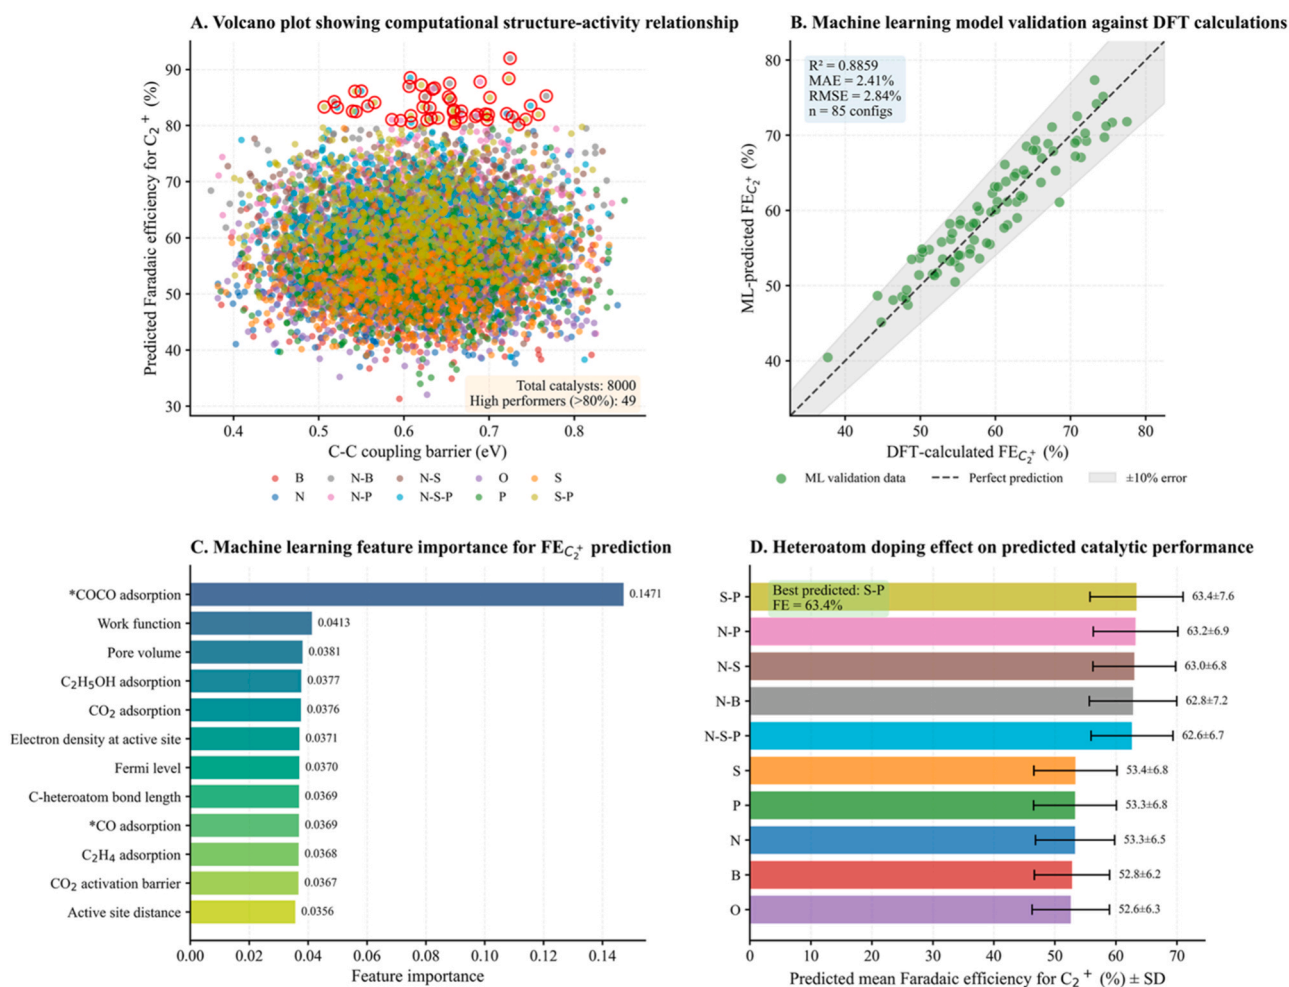 A. Volcano plot showing computational structure-activity relationship
Predicted Faradaic efficiency for C₂⁺ (%)
90
80
70
60
50
40
30
Total catalysts: 8000
High performers (>80%): 49
0.4 0.5 0.6 0.7 0.8
C-C coupling barrier (eV)
B N-B N-S O S
N N-P N-S-P P S-P
B. Machine learning model validation against DFT calculations
R² = 0.8859
MAE = 2.41%
RMSE = 2.84%
n = 85 configs
ML-predicted FE_C₂⁺ (%)
80
70
60
50
40
40 50 60 70 80
DFT-calculated FE_C₂⁺ (%)
ML validation data Perfect prediction ±10% error
C. Machine learning feature importance for FE_C₂⁺ prediction
*COCO adsorption 0.1471
Work function 0.0413
Pore volume 0.0381
C₂H₅OH adsorption 0.0377
CO₂ adsorption 0.0376
Electron density at active site 0.0371
Fermi level 0.0370
C-heteroatom bond length 0.0369
*CO adsorption 0.0369
C₂H₄ adsorption 0.0368
CO₂ activation barrier 0.0367
Active site distance 0.0356
0.00 0.02 0.04 0.06 0.08 0.10 0.12 0.14
Feature importance
D. Heteroatom doping effect on predicted catalytic performance
Best predicted: S-P
FE = 63.4%
S-P 63.4±7.6
N-P 63.2±6.9
N-S 63.0±6.8
N-B 62.8±7.2
N-S-P 62.6±6.7
S 53.4±6.8
P 53.3±6.8
N 53.3±6.5
B 52.8±6.2
O 52.6±6.3
0 10 20 30 40 50 60 70
Predicted mean Faradaic efficiency for C₂⁺ (%) ± SD